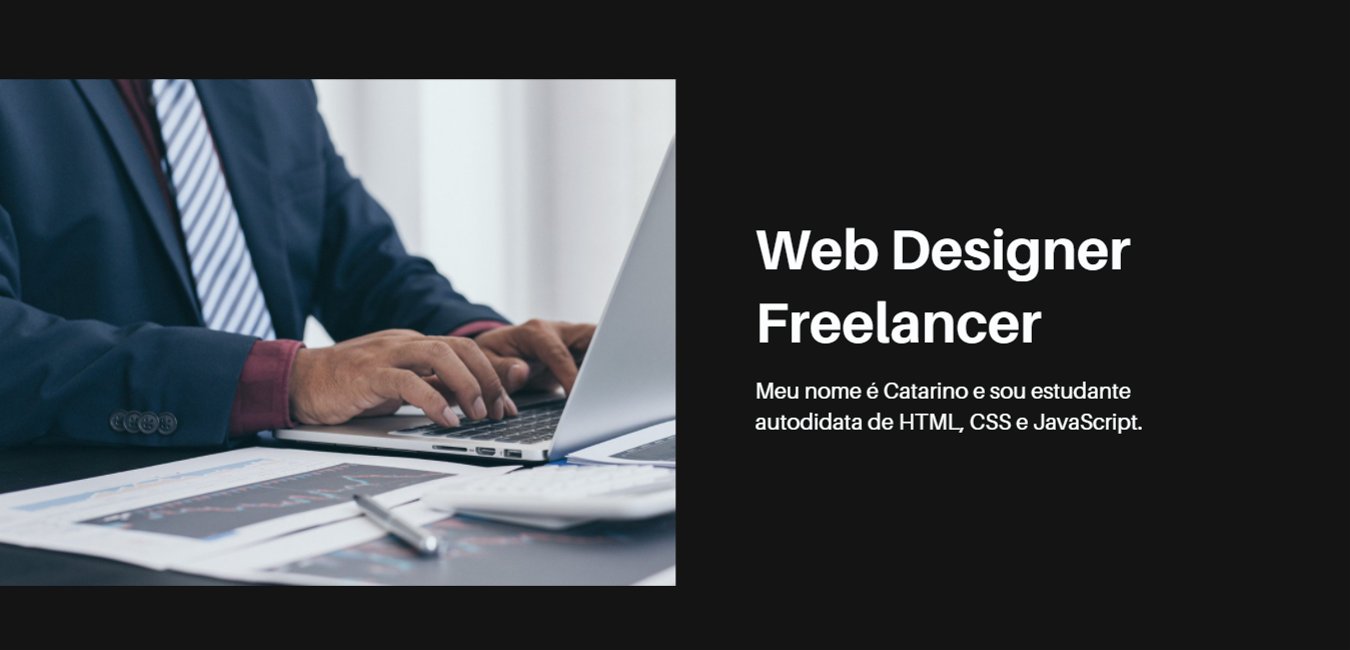 Web Designer
Freelancer
Meu nome é Catarino e sou estudante
autodidata de HTML, CSS e JavaScript.